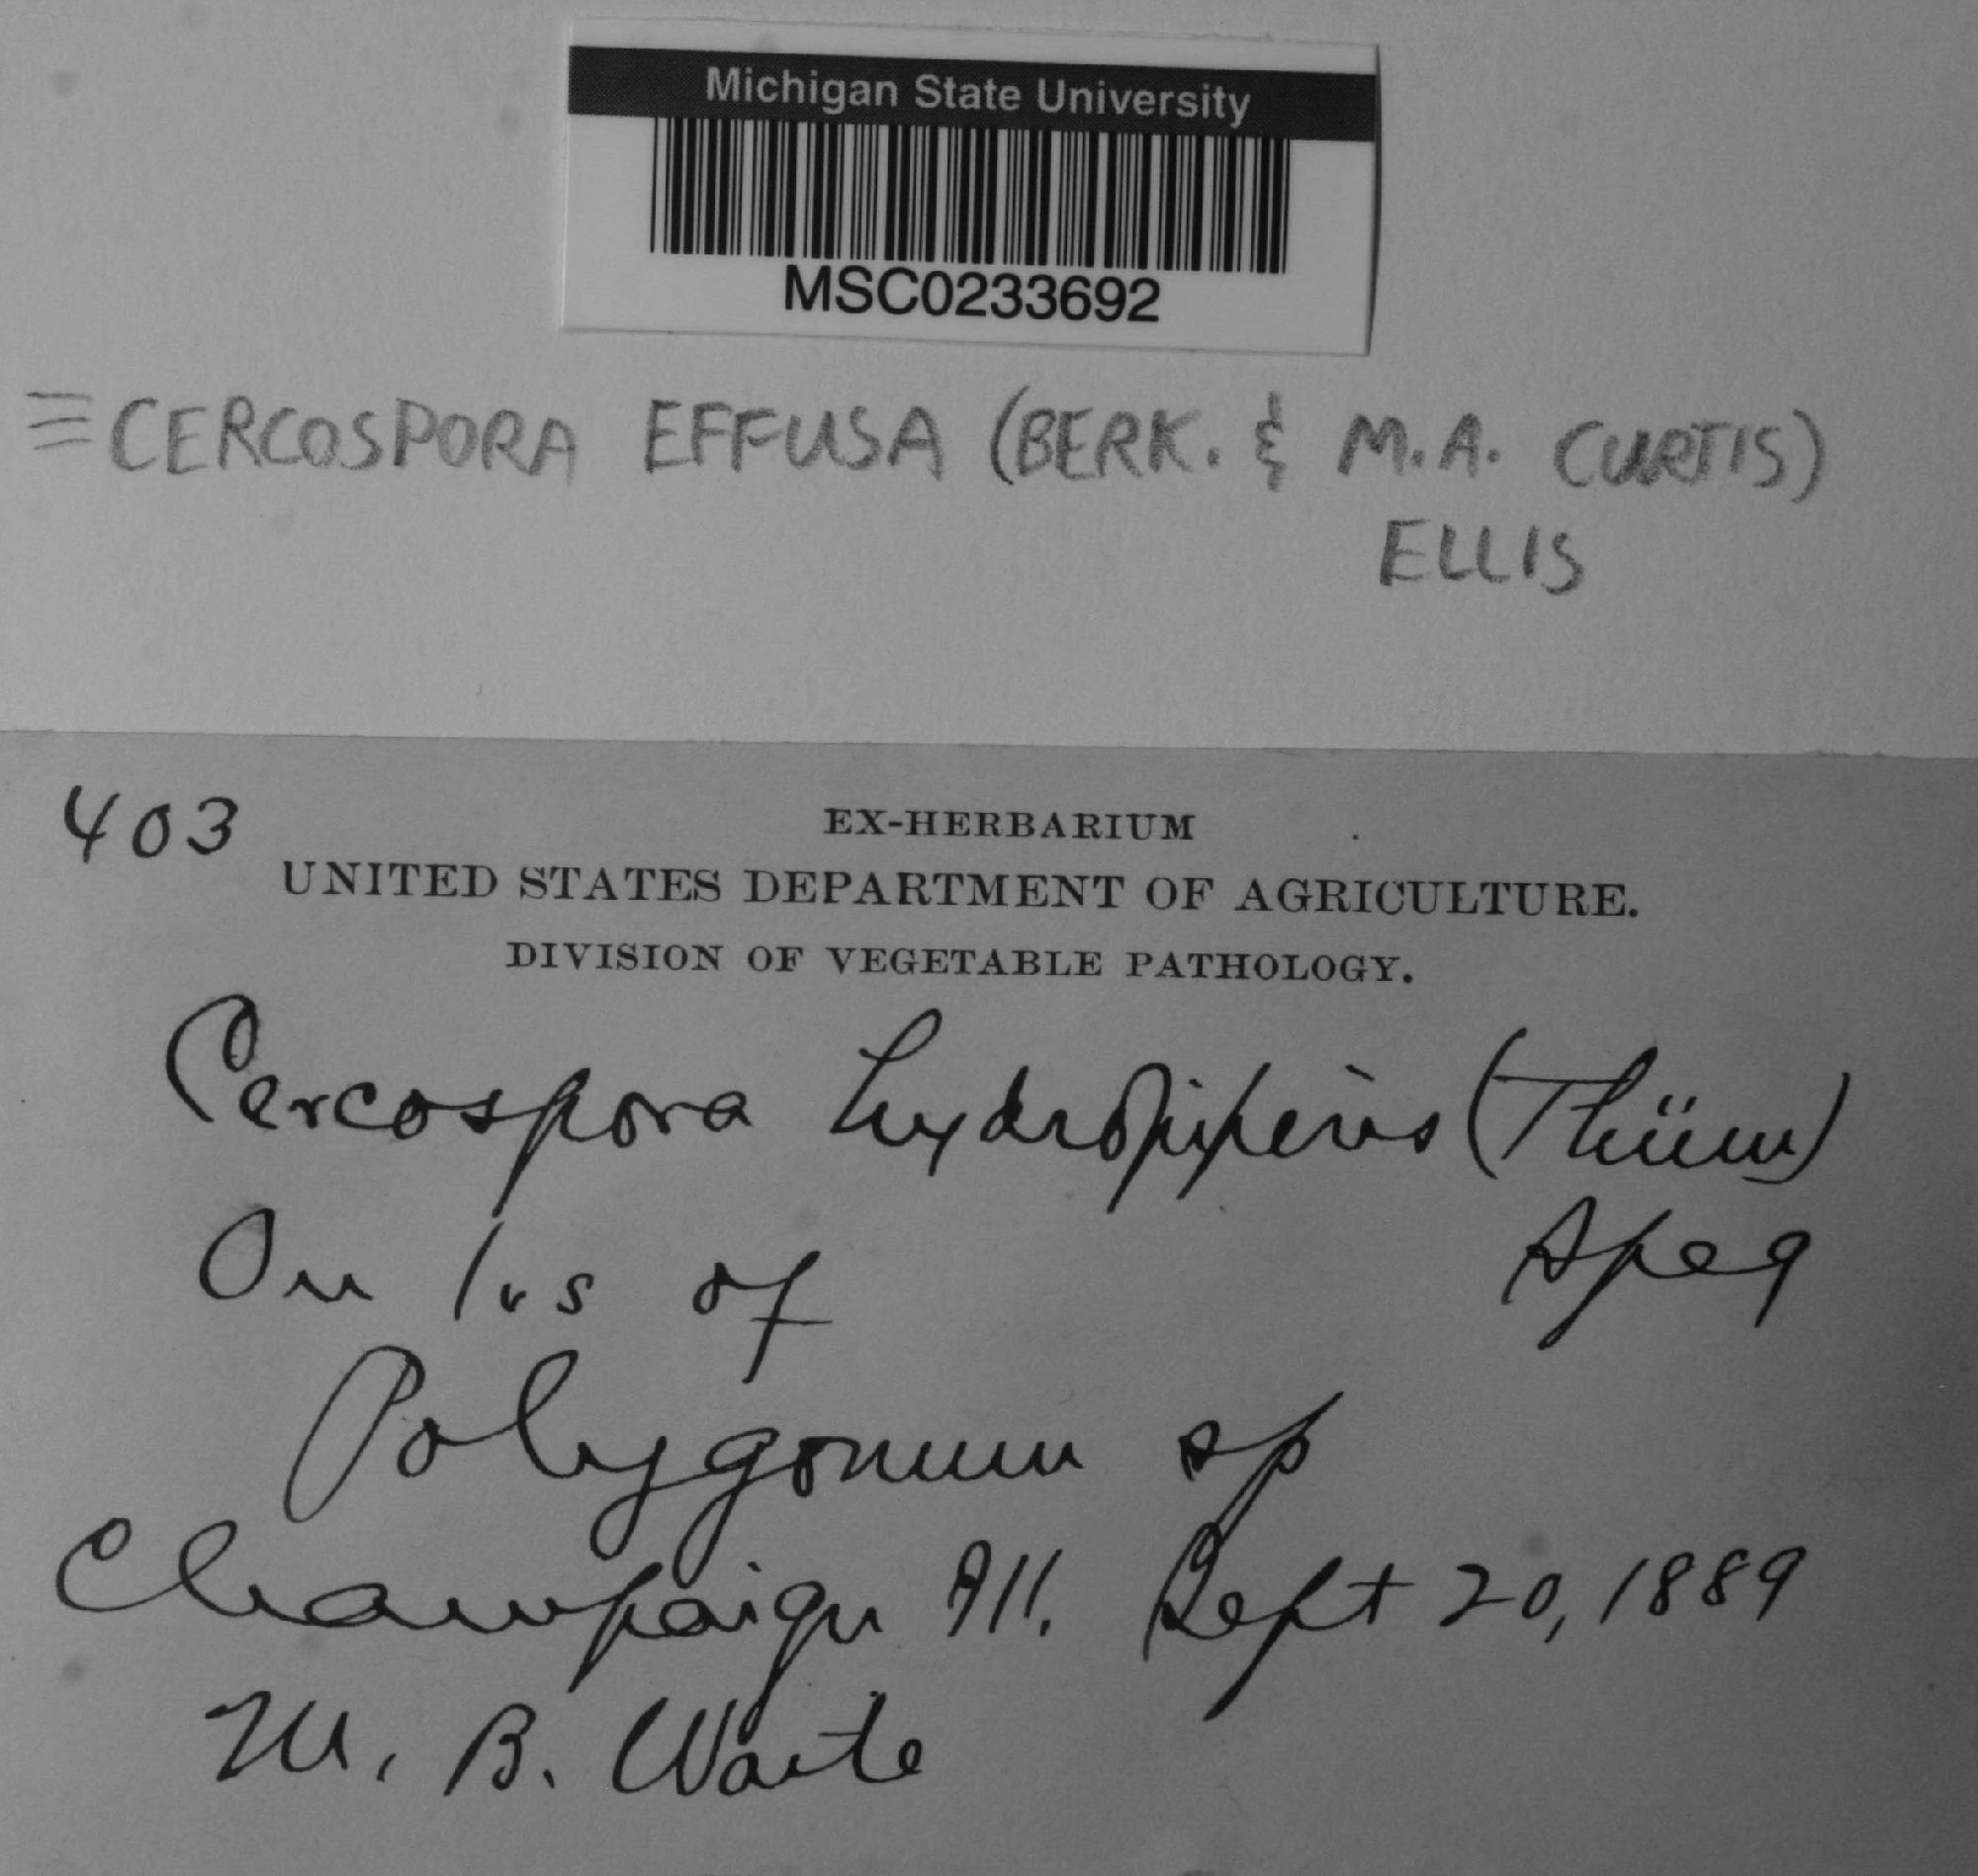 Michigan State University
MSC0233692
≡ CERCOSPORA EFFUSA (BERK. & M.A. CURTIS)
ELLIS
403
EX-HERBARIUM
UNITED STATES DEPARTMENT OF AGRICULTURE.
DIVISION OF VEGETABLE PATHOLOGY.
Cercospora hydropiperis (Thüm)
Speg
On lvs of
Polygonum sp
Champaign Ill. Sept 20, 1889
M. B. Waite